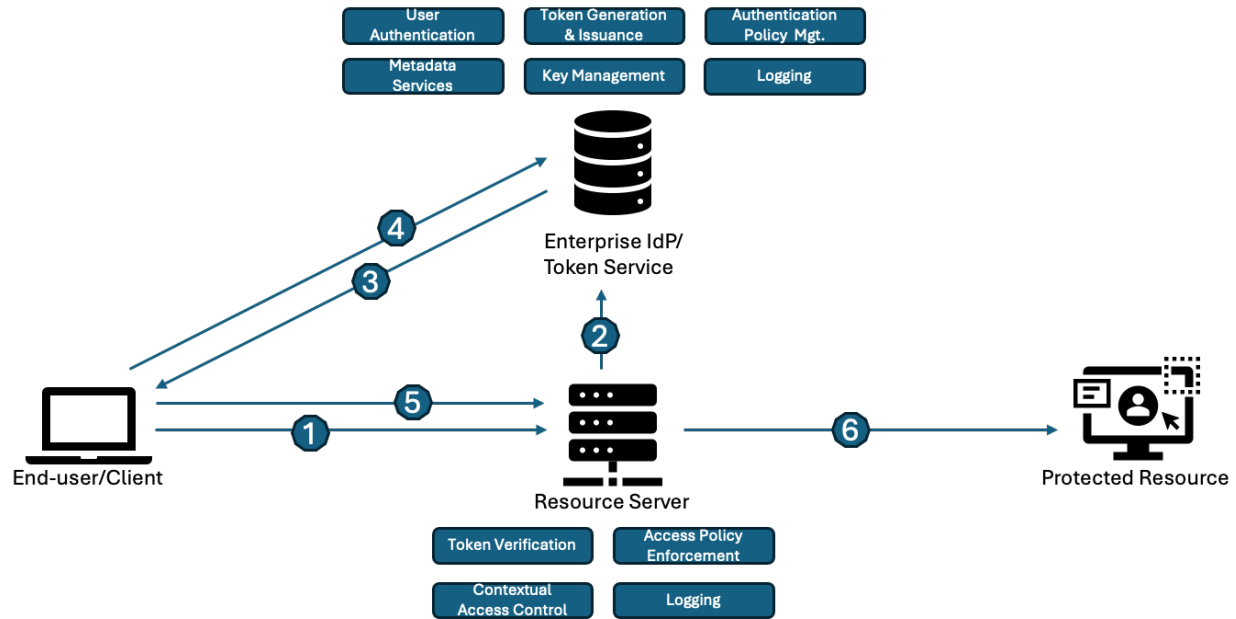 User
Authentication
Token Generation
& Issuance
Authentication
Policy Mgt.
Metadata
Services
Key Management
Logging
4
Enterprise IdP/
Token Service
3
2
5
1
6
End-user/Client
Protected Resource
Resource Server
Token Verification
Access Policy
Enforcement
Contextual
Access Control
Logging